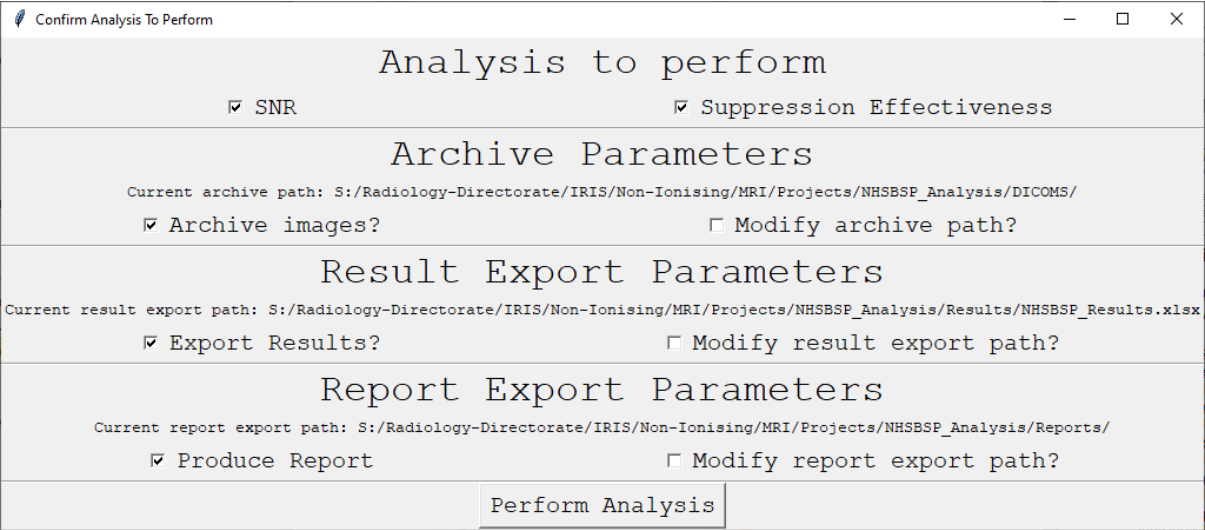 Confirm Analysis To Perform
Analysis to perform
SNR Suppression Effectiveness
Archive Parameters
Current archive path: S:/Radiology-Directorate/IRIS/Non-Ionising/MRI/Projects/NHSBSP_Analysis/DICOMS/
Archive images? Modify archive path?
Result Export Parameters
Current result export path: S:/Radiology-Directorate/IRIS/Non-Ionising/MRI/Projects/NHSBSP_Analysis/Results/NHSBSP_Results.xlsx
Export Results? Modify result export path?
Report Export Parameters
Current report export path: S:/Radiology-Directorate/IRIS/Non-Ionising/MRI/Projects/NHSBSP_Analysis/Reports/
Produce Report Modify report export path?
Perform Analysis